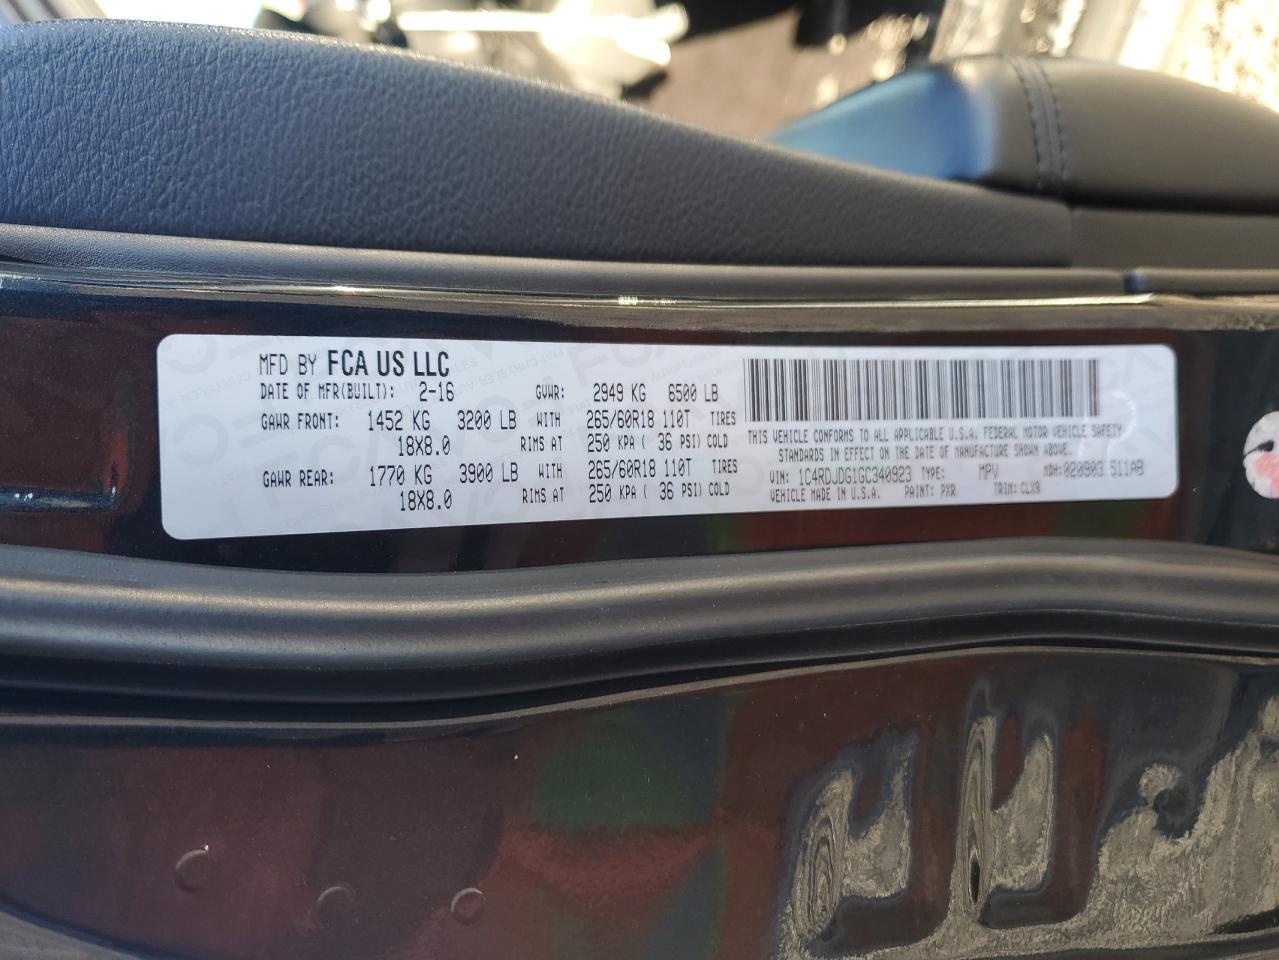 MFD BY FCA US LLC
DATE OF MFR(BUILT): 2-16 GVWR: 2949 KG 6500 LB
GAWR FRONT: 1452 KG 3200 LB WITH 265/60R18 110T TIRES
18X8.0 RIMS AT 250 KPA ( 36 PSI) COLD
GAWR REAR: 1770 KG 3900 LB WITH 265/60R18 110T TIRES
18X8.0 RIMS AT 250 KPA ( 36 PSI) COLD
THIS VEHICLE CONFORMS TO ALL APPLICABLE U.S.A. FEDERAL MOTOR VEHICLE SAFETY
STANDARDS IN EFFECT ON THE DATE OF MANUFACTURE SHOWN ABOVE.
VIN: 1C4RDJDG1GC340923 TYPE: MPV MDH: 020903 511AB
VEHICLE MADE IN U.S.A. PAINT: PXR TRIM: CLX9